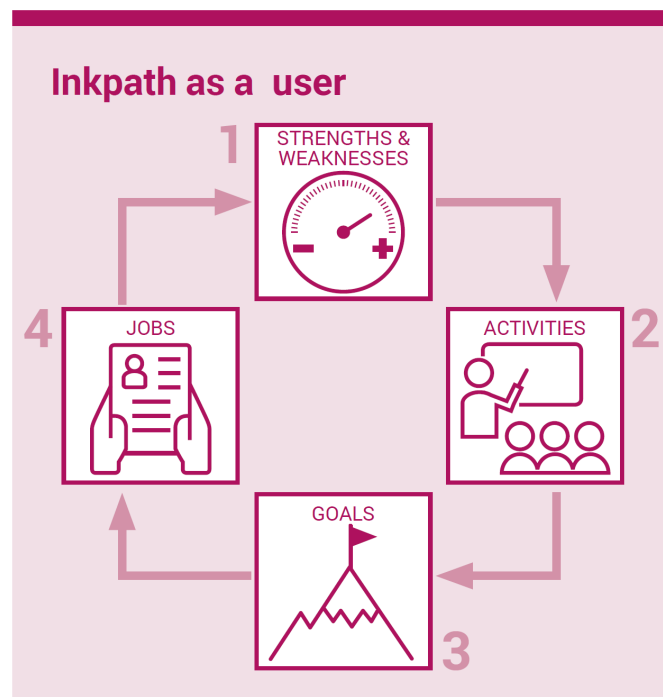 Inkpath as a  user
1
STRENGTHS &
WEAKNESSES
2
ACTIVITIES
3
GOALS
4
JOBS